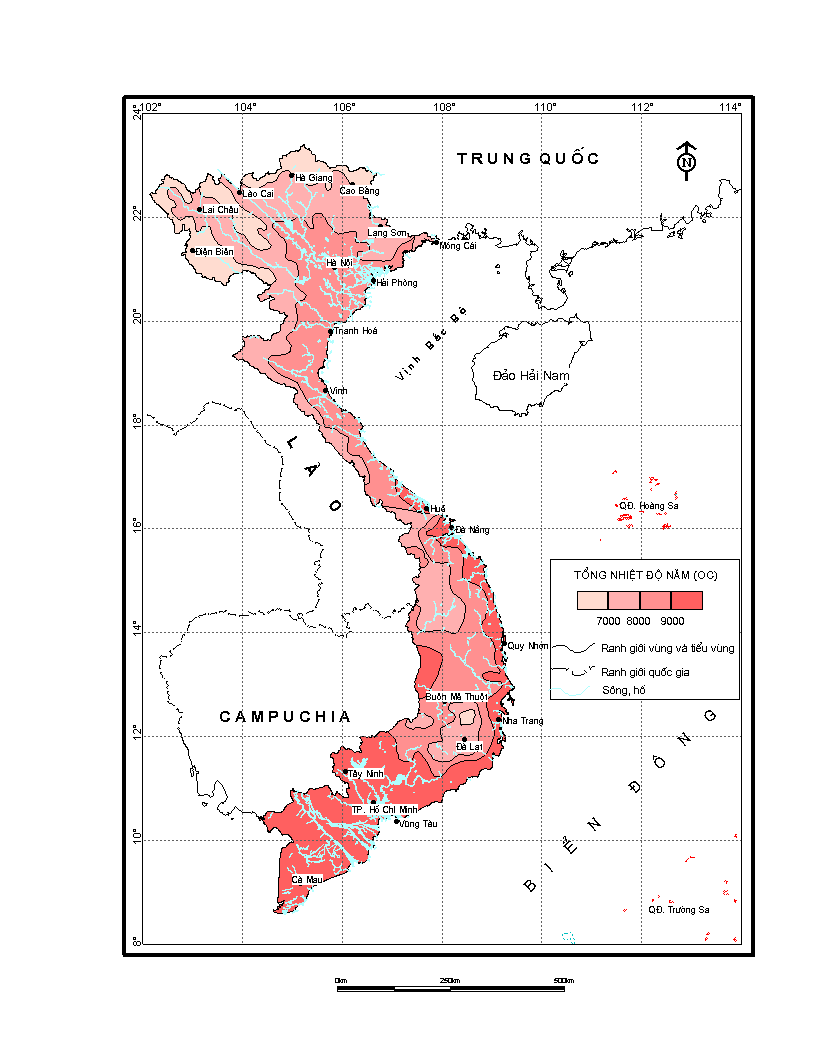 102° 104° 106° 108° 110° 112° 114°
24°
22°
20°
18°
16°
14°
12°
10°
8°
TRUNG QUỐC
N
Hà Giang
Cao Bằng
Lào Cai
Lai Châu
Lạng Sơn
Móng Cái
Điện Biên
Hà Nội
Hải Phòng
Vịnh Bắc Bộ
Thanh Hoá
Đảo Hải Nam
Vinh
LÀO
QĐ. Hoàng Sa
Huế
Đà Nẵng
TỔNG NHIỆT ĐỘ NĂM (OC)
7000 8000 9000
Ranh giới vùng và tiểu vùng
Ranh giới quốc gia
Sông, hồ
Quy Nhơn
Buôn Mê Thuột
CAMPUCHIA
Nha Trang
Đà Lạt
BIỂN ĐÔNG
Tây Ninh
TP. Hồ Chí Minh
Vũng Tàu
Cà Mau
QĐ. Trường Sa
0km 250km 500km